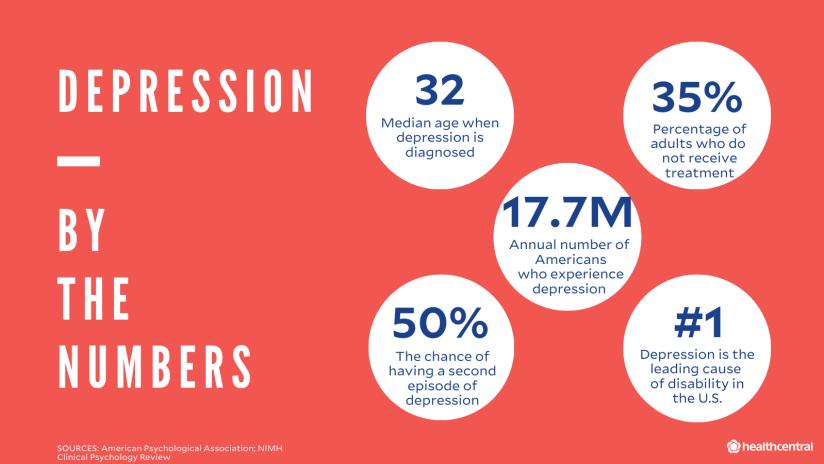 DEPRESSION
BY
THE
NUMBERS
32
Median age when
depression is
diagnosed
35%
Percentage of
adults who do
not receive
treatment
17.7M
Annual number of
Americans
who experience
depression
50%
The chance of
having a second
episode of
depression
#1
Depression is the
leading cause
of disability in
the U.S.
SOURCES: American Psychological Association; NIMH
Clinical Psychology Review
healthcentral